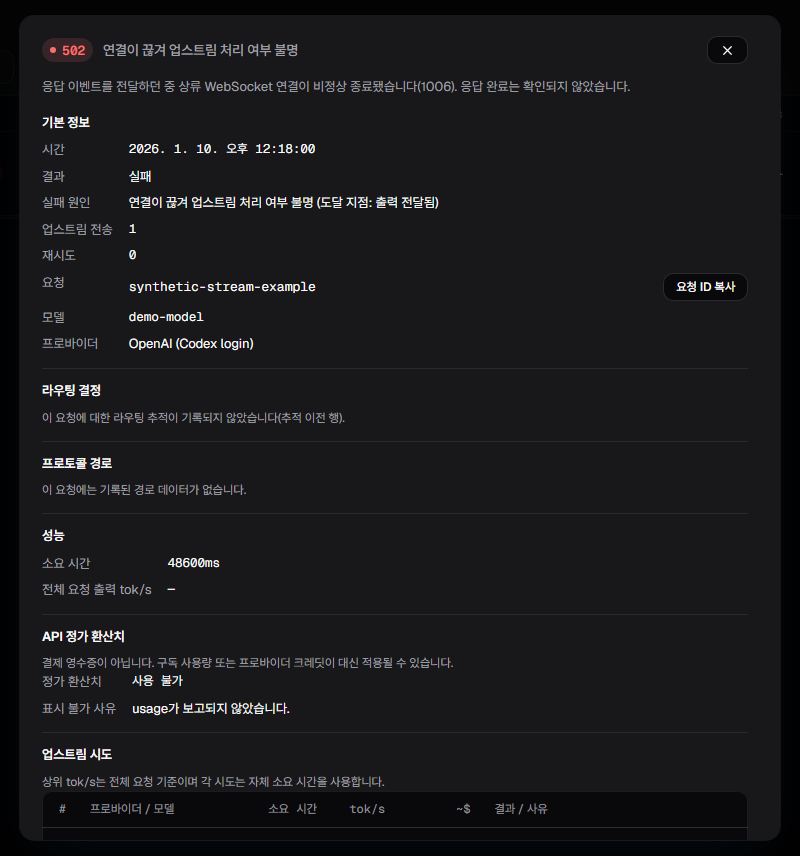 502 연결이 끊겨 업스트림 처리 여부 불명
응답 이벤트를 전달하던 중 상류 WebSocket 연결이 비정상 종료됐습니다(1006). 응답 완료는 확인되지 않았습니다.
기본 정보
시간 2026. 1. 10. 오후 12:18:00
결과 실패
실패 원인 연결이 끊겨 업스트림 처리 여부 불명 (도달 지점: 출력 전달됨)
업스트림 전송 1
재시도 0
요청 synthetic-stream-example 요청 ID 복사
모델 demo-model
프로바이더 OpenAI (Codex login)
라우팅 결정
이 요청에 대한 라우팅 추적이 기록되지 않았습니다(추적 이전 행).
프로토콜 경로
이 요청에는 기록된 경로 데이터가 없습니다.
성능
소요 시간 48600ms
전체 요청 출력 tok/s —
API 정가 환산치
결제 영수증이 아닙니다. 구독 사용량 또는 프로바이더 크레딧이 대신 적용될 수 있습니다.
정가 환산치 사용 불가
표시 불가 사유 usage가 보고되지 않았습니다.
업스트림 시도
상위 tok/s는 전체 요청 기준이며 각 시도는 자체 소요 시간을 사용합니다.
# 프로바이더 / 모델 소요 시간 tok/s ~$ 결과 / 사유